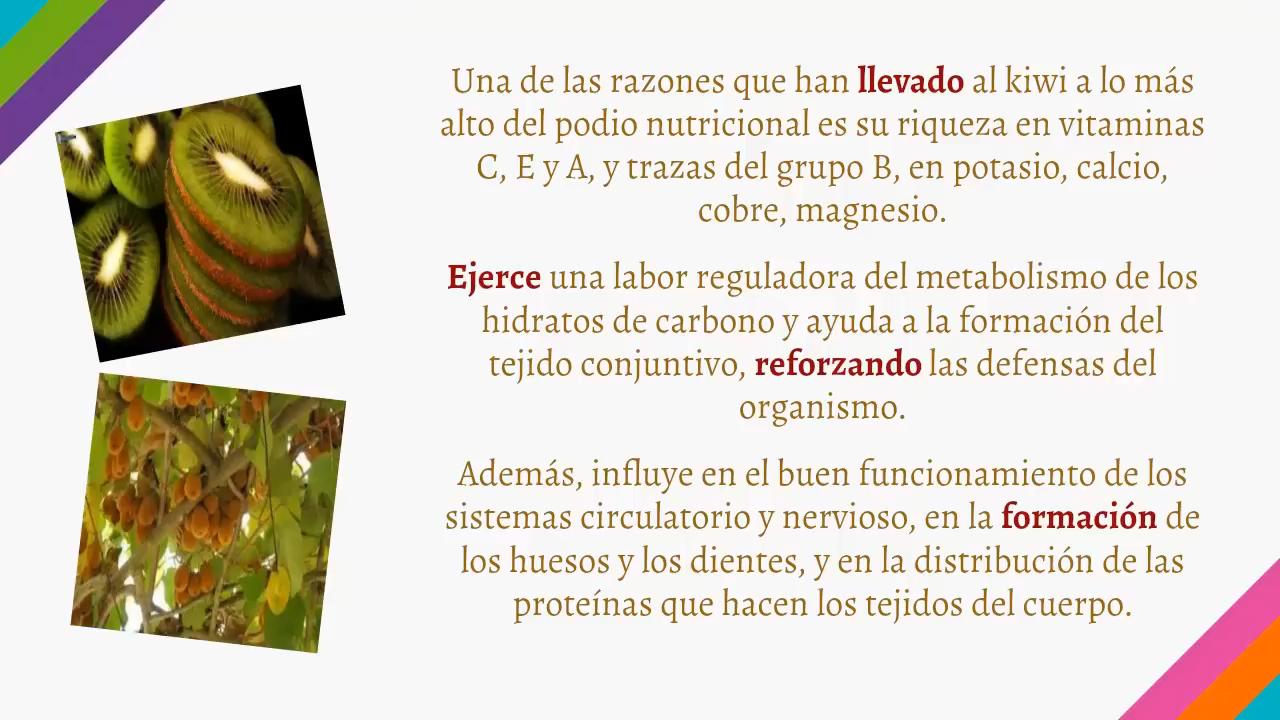 Una de las razones que han llevado al kiwi a lo más
alto del podio nutricional es su riqueza en vitaminas
C, E y A, y trazas del grupo B, en potasio, calcio,
cobre, magnesio.
Ejerce una labor reguladora del metabolismo de los
hidratos de carbono y ayuda a la formación del
tejido conjuntivo, reforzando las defensas del
organismo.
Además, influye en el buen funcionamiento de los
sistemas circulatorio y nervioso, en la formación de
los huesos y los dientes, y en la distribución de las
proteínas que hacen los tejidos del cuerpo.